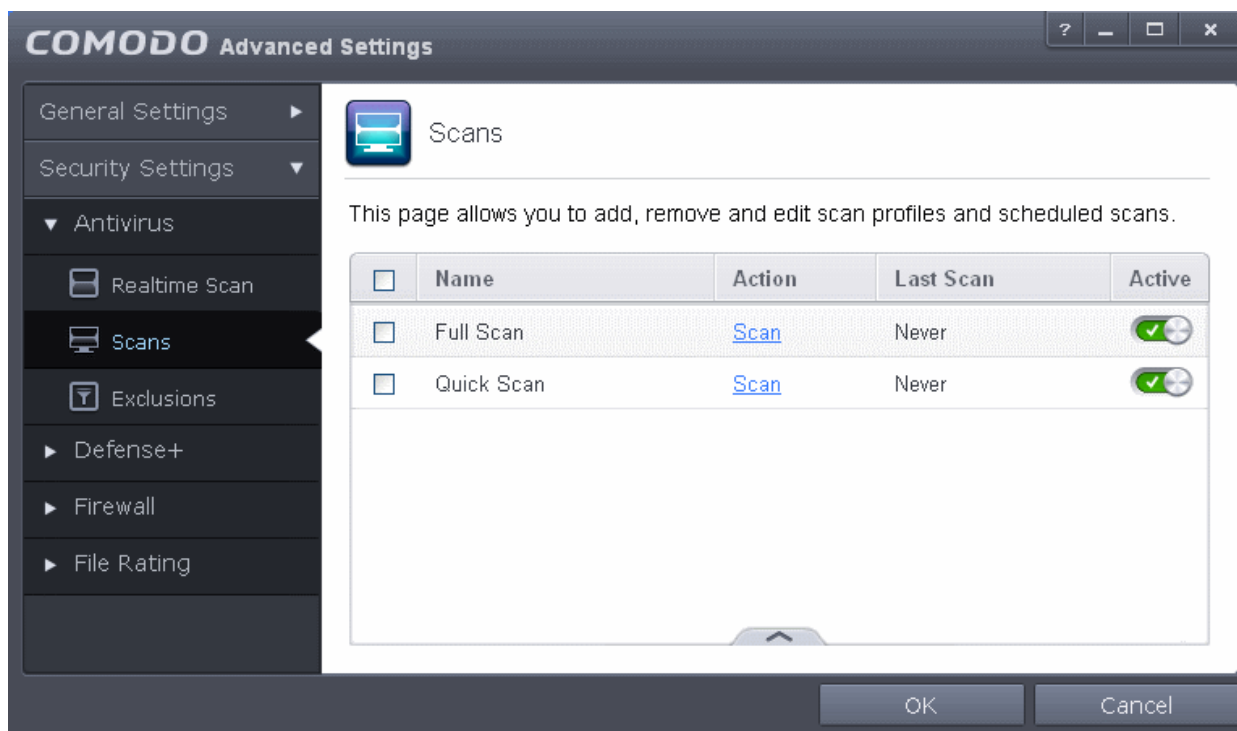 COMODO Advanced Settings
?
General Settings
Security Settings
Antivirus
Realtime Scan
Scans
Exclusions
Defense+
Firewall
File Rating
Scans
This page allows you to add, remove and edit scan profiles and scheduled scans.
Name Action Last Scan Active
Full Scan Scan Never
Quick Scan Scan Never
OK Cancel